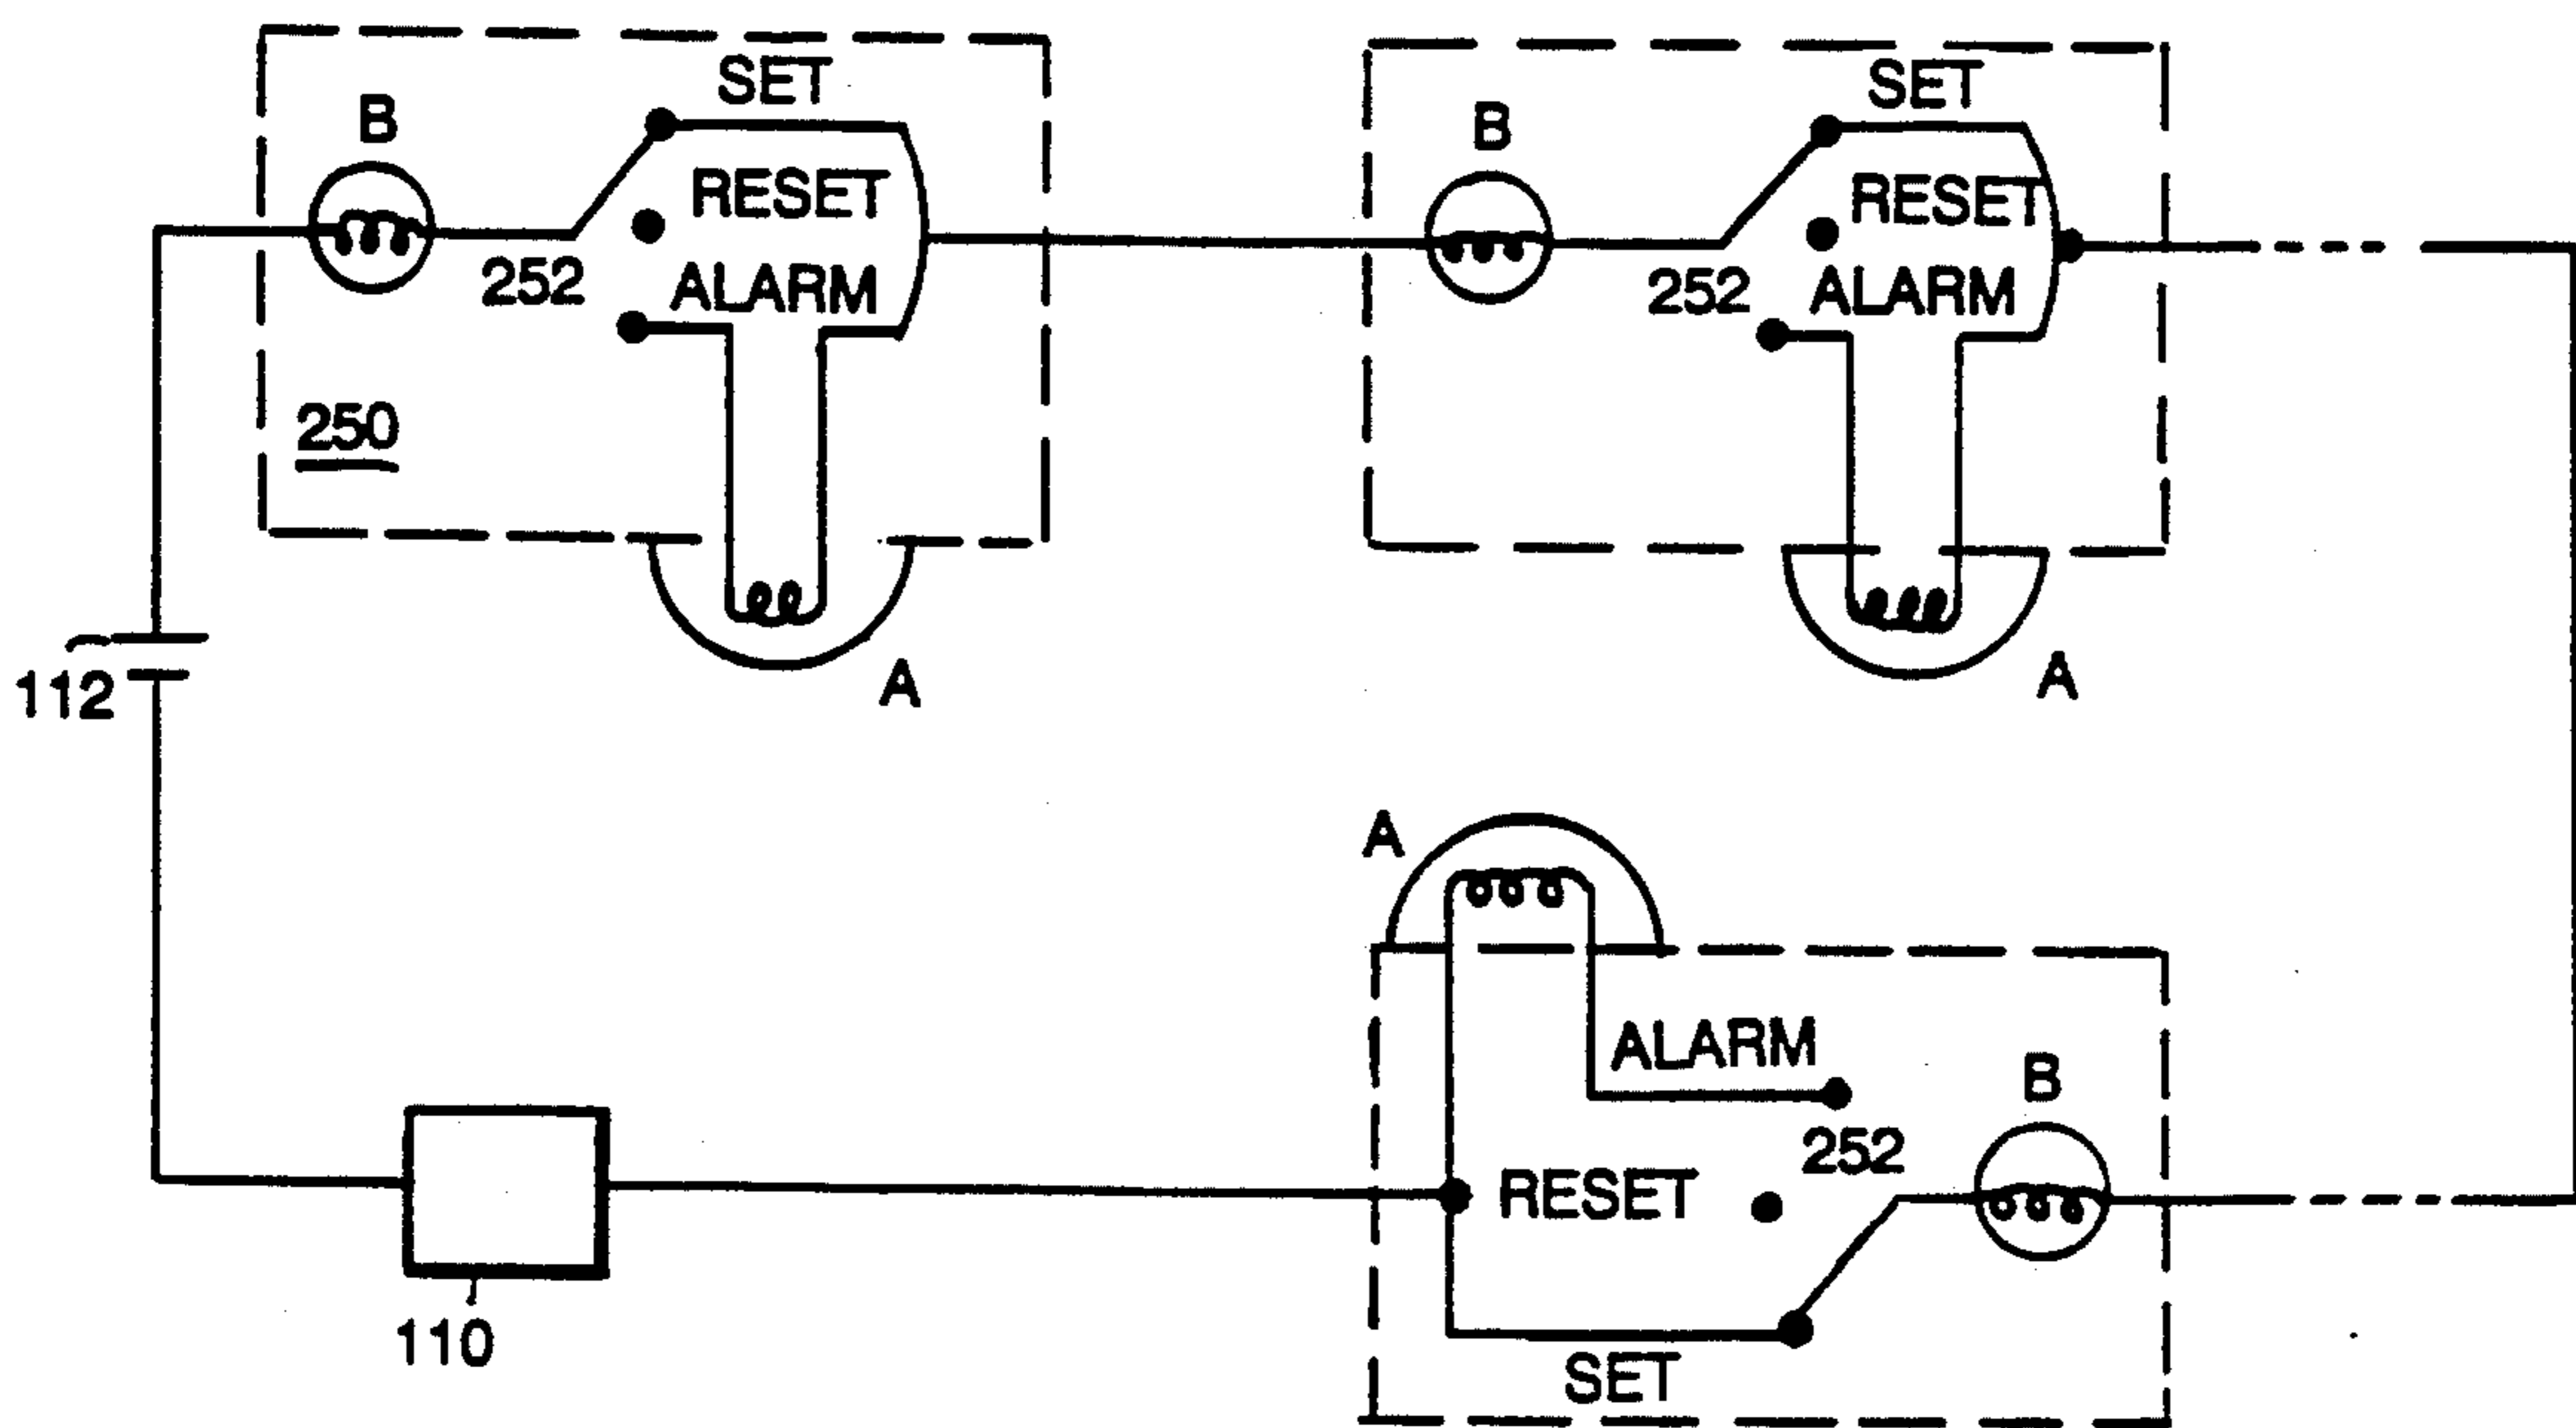 SET
B
RESET
252
ALARM
250
A
112
SET
B
RESET
252
ALARM
A
A
ALARM
B
252
RESET
SET
110